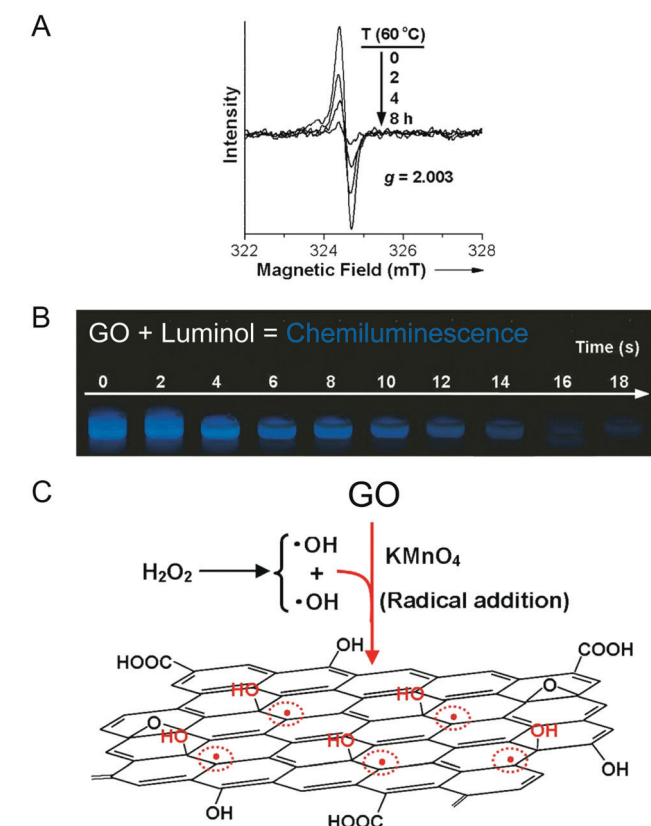 A
T (60 °C)
0
2
4
8 h
Intensity
g = 2.003
322
324
326
328
Magnetic Field (mT)
B
GO + Luminol = Chemiluminescence
Time (s)
0 2 4 6 8 10 12 14 16 18
C
GO
H₂O₂
·OH
+
·OH
KMnO₄
(Radical addition)
OH
HOOC
COOH
HO
HO
O
O
HO
HO
OH
OH
OH
HOOC